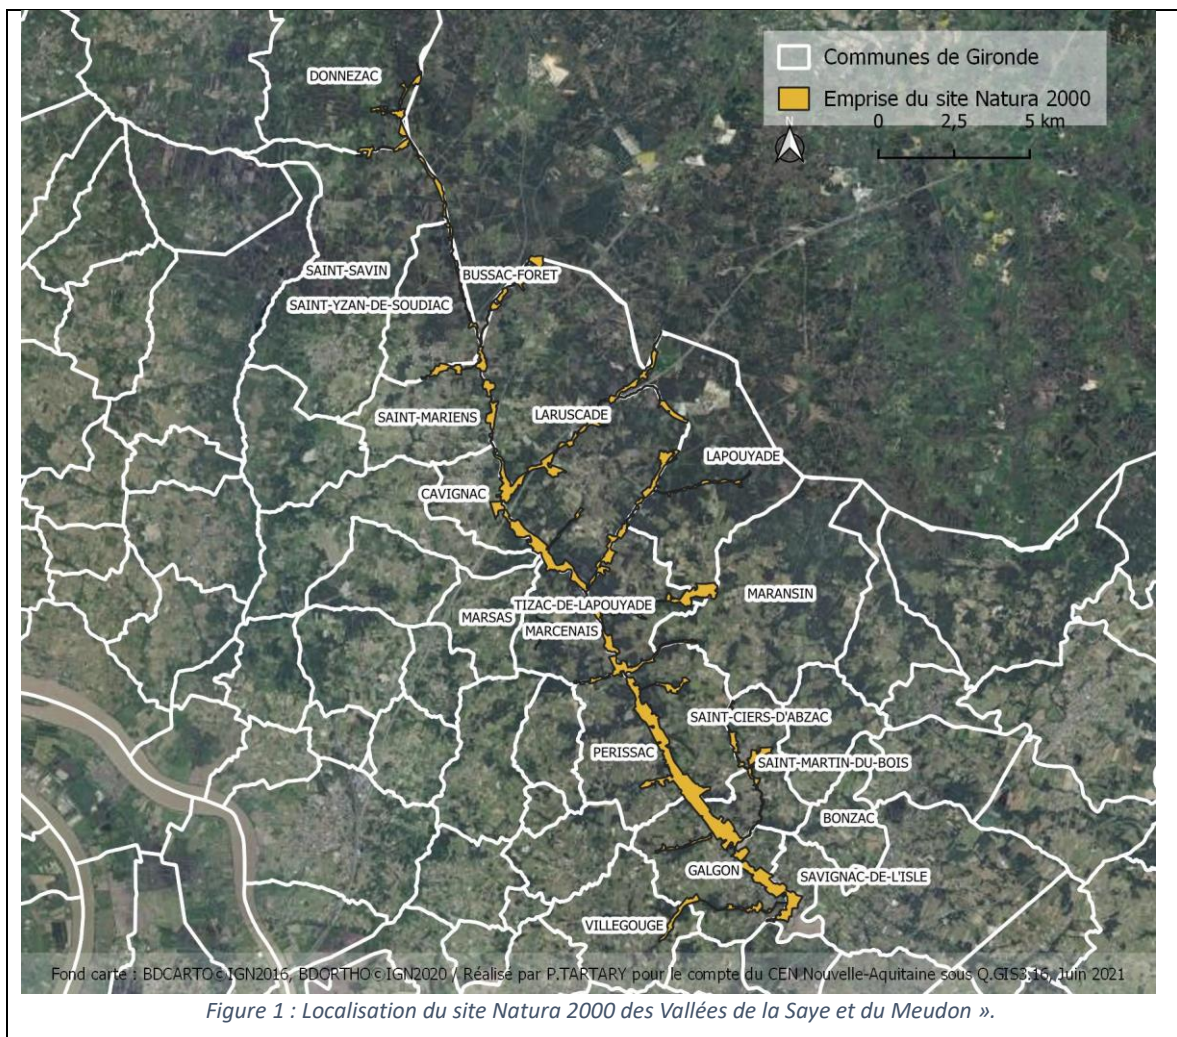 DONNEZAC
Communes de Gironde
Emprise du site Natura 2000
N
0 2,5 5 km
SAINT-SAVIN
BUSSAC-FORET
SAINT-YZAN-DE-SOUDIAC
SAINT-MARIENS
LARUSCADE
LAPOUYADE
CAVIGNAC
MARANSIN
TIZAC-DE-LAPOUYADE
MARSAS
MARCENAIS
SAINT-CIERS-D'ABZAC
PERISSAC
SAINT-MARTIN-DU-BOIS
BONZAC
GALGON
SAVIGNAC-DE-L'ISLE
VILLEGOUGE
Fond carte : BDCARTO © IGN2016, BDORTHO © IGN2020 / Réalisé par P.TARTARY pour le compte du CEN Nouvelle-Aquitaine sous Q.GIS3.16, Juin 2021
Figure 1 : Localisation du site Natura 2000 des Vallées de la Saye et du Meudon ».